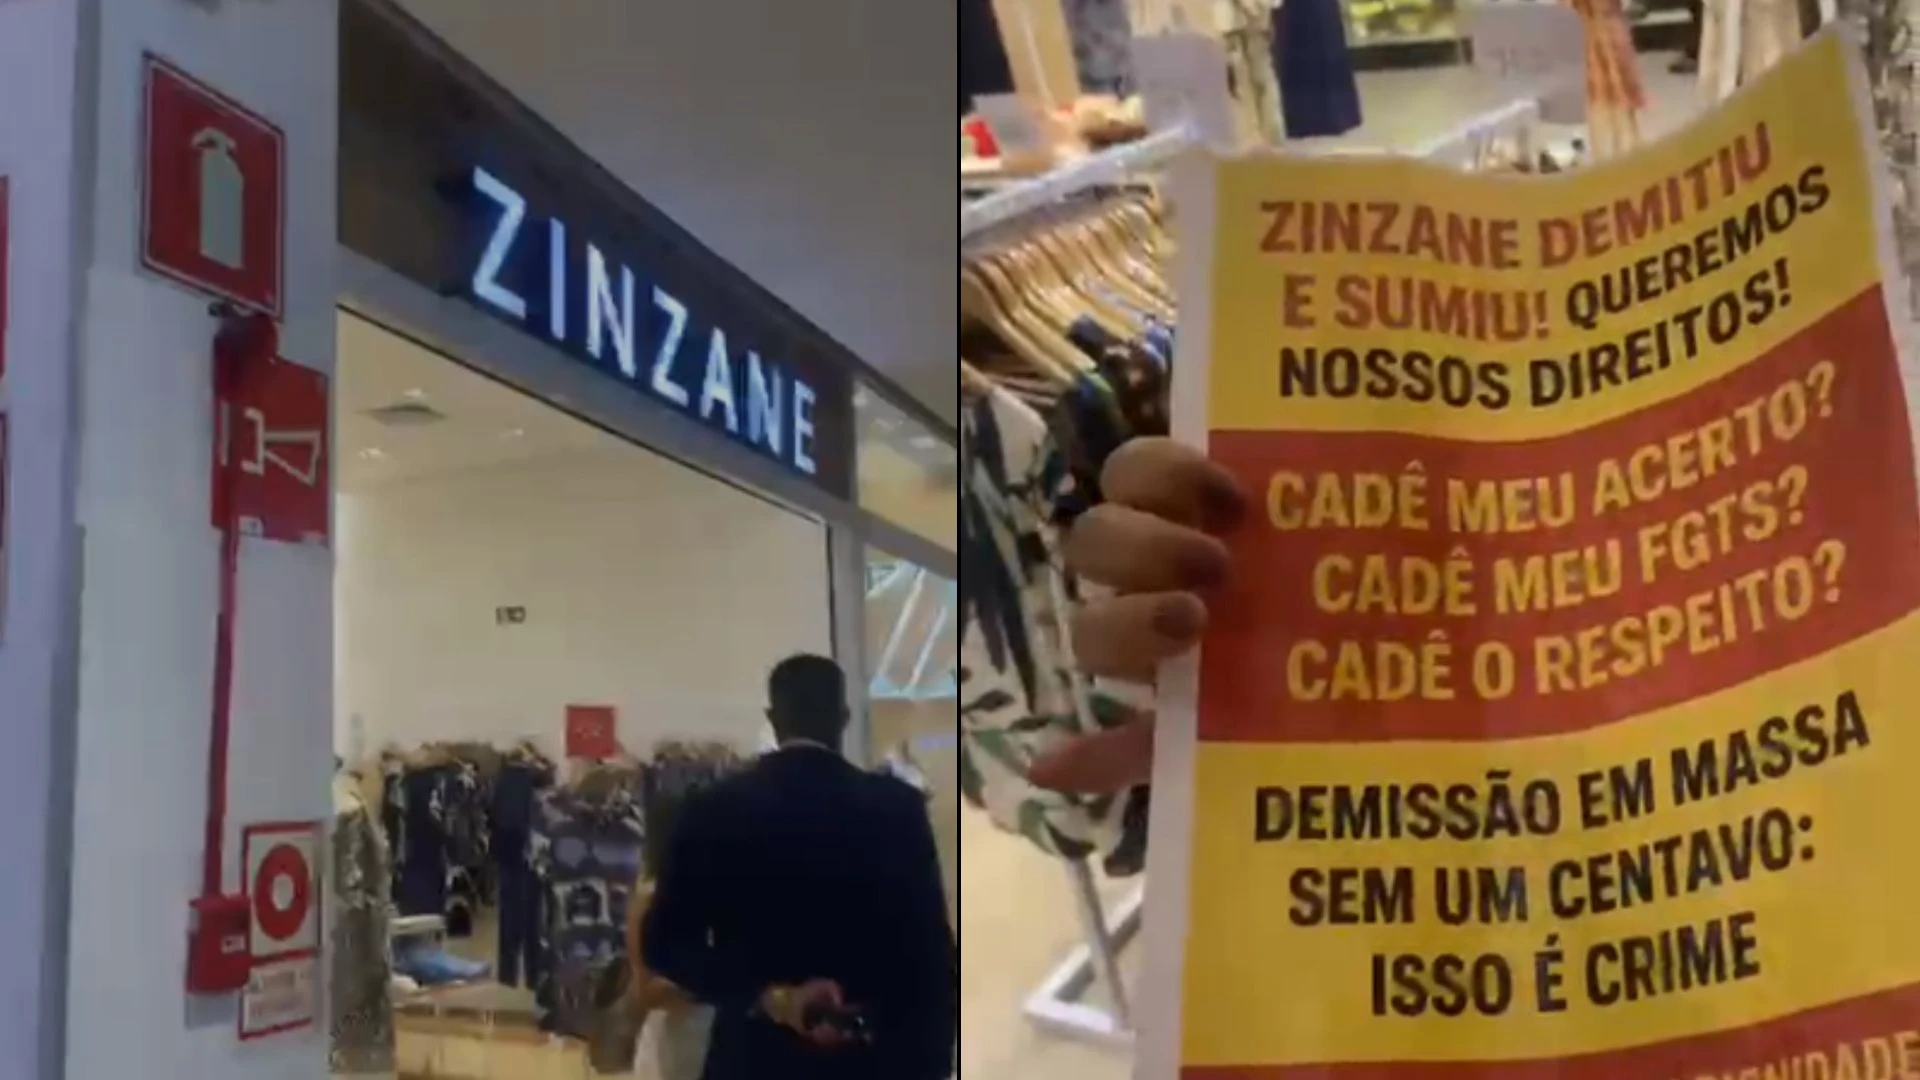 ZINZANE
ZINZANE DEMITIU
E SUMIU! QUEREMOS
NOSSOS DIREITOS!
CADÊ MEU ACERTO?
CADÊ MEU FGTS?
CADÊ O RESPEITO?
DEMISSÃO EM MASSA
SEM UM CENTAVO:
ISSO É CRIME